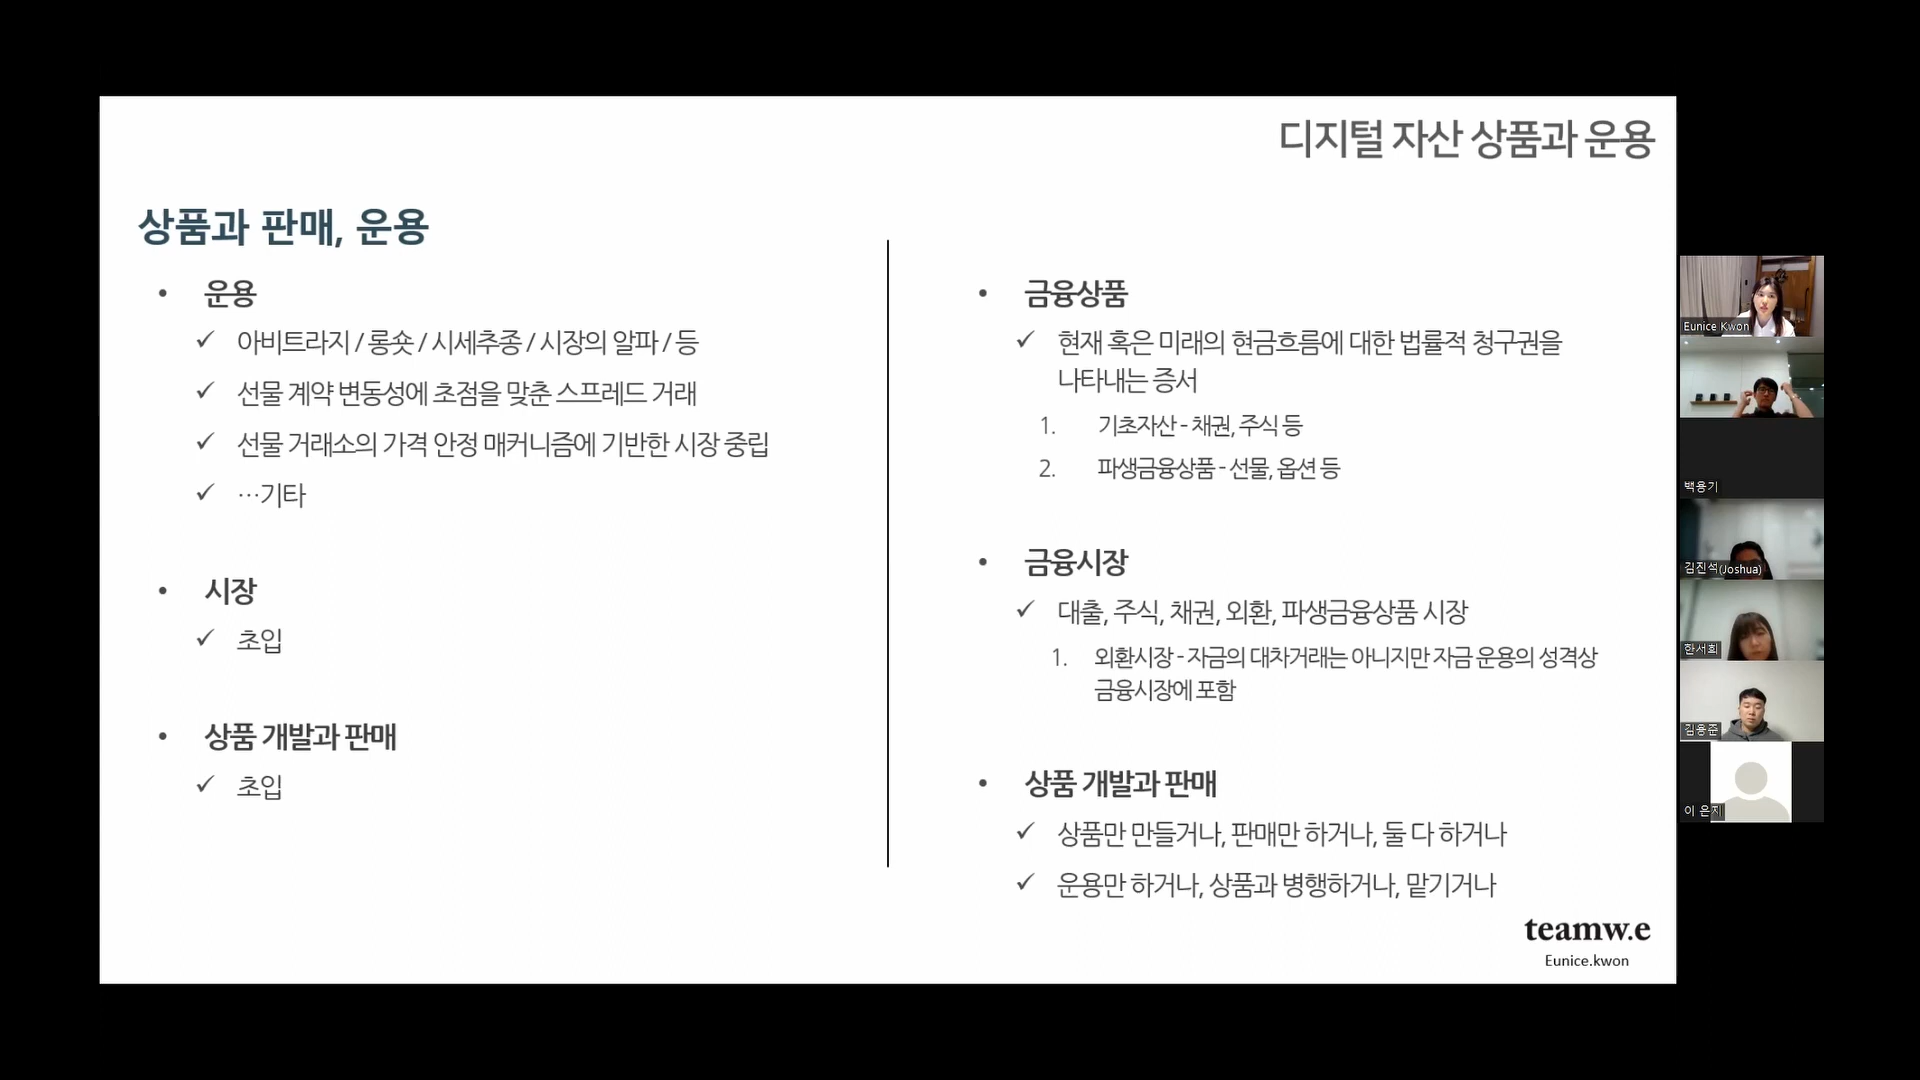 디지털 자산 상품과 운용
상품과 판매, 운용
• 운용
✓ 아비트라지 / 롱숏 / 시세추종 / 시장의 알파 / 등
✓ 선물 계약 변동성에 초점을 맞춘 스프레드 거래
✓ 선물 거래소의 가격 안정 매커니즘에 기반한 시장 중립
✓ …기타
• 시장
✓ 초입
• 상품 개발과 판매
✓ 초입
• 금융상품
✓ 현재 혹은 미래의 현금흐름에 대한 법률적 청구권을
나타내는 증서
1. 기초자산 - 채권, 주식 등
2. 파생금융상품 - 선물, 옵션 등
• 금융시장
✓ 대출, 주식, 채권, 외환, 파생금융상품 시장
1. 외환시장 - 자금의 대차거래는 아니지만 자금 운용의 성격상
금융시장에 포함
• 상품 개발과 판매
✓ 상품만 만들거나, 판매만 하거나, 둘 다 하거나
✓ 운용만 하거나, 상품과 병행하거나, 맡기거나
teamw.e
Eunice.kwon
Eunice Kwon
백용기
김진석(Joshua)
한서희
김용준
이 은지